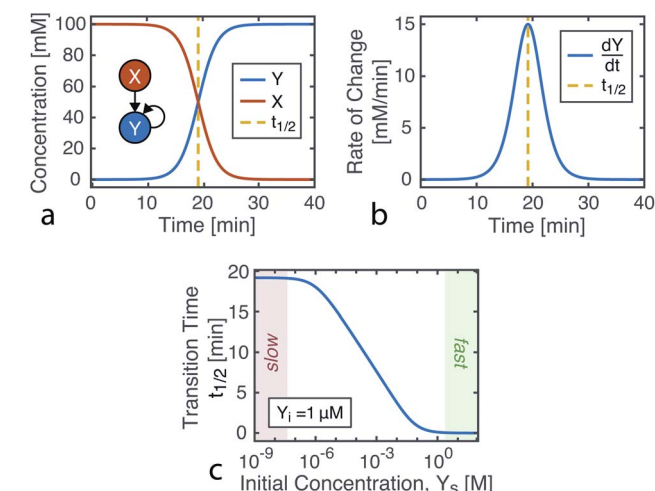 Concentration [mM]
100
80
60
40
20
0
X
Y
Y
X
t1/2
0
10
20
30
40
Time [min]
a
Rate of Change
[mM/min]
15
10
5
0
dY
dt
t1/2
0
10
20
30
40
Time [min]
b
Transition Time
t1/2 [min]
20
15
10
5
0
slow
fast
Yi =1 μM
10-9
10-6
10-3
100
c
Initial Concentration, Ys [M]